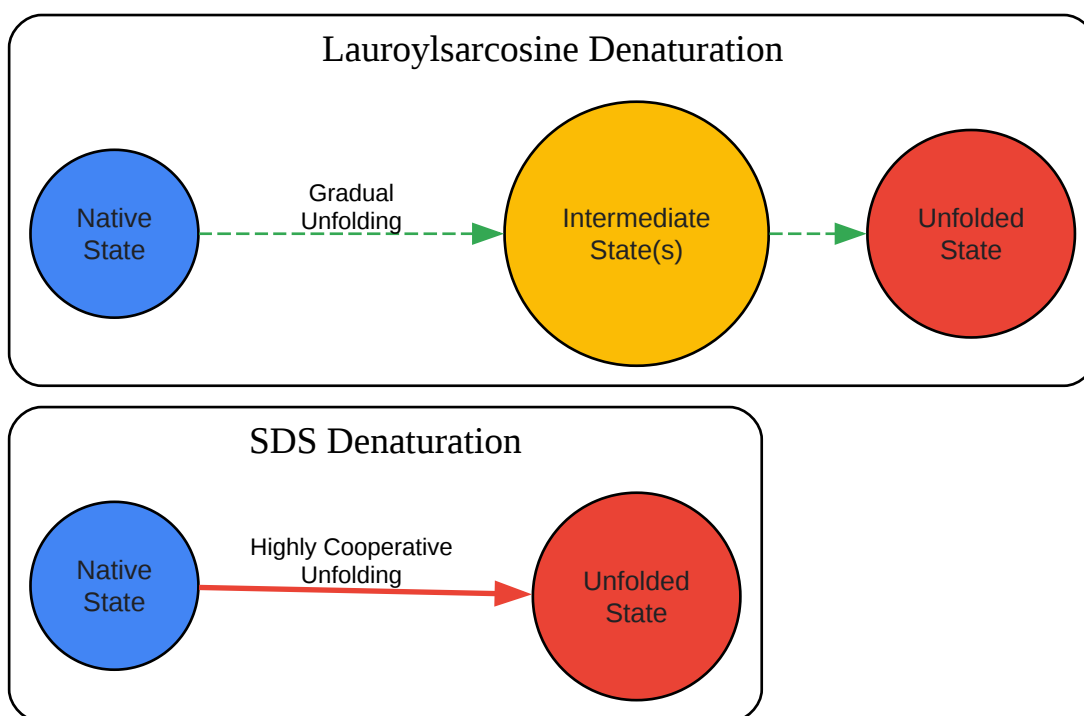 Lauroylsarcosine Denaturation
Native
State
Gradual
Unfolding
Intermediate
State(s)
Unfolded
State
SDS Denaturation
Native
State
Highly Cooperative
Unfolding
Unfolded
State